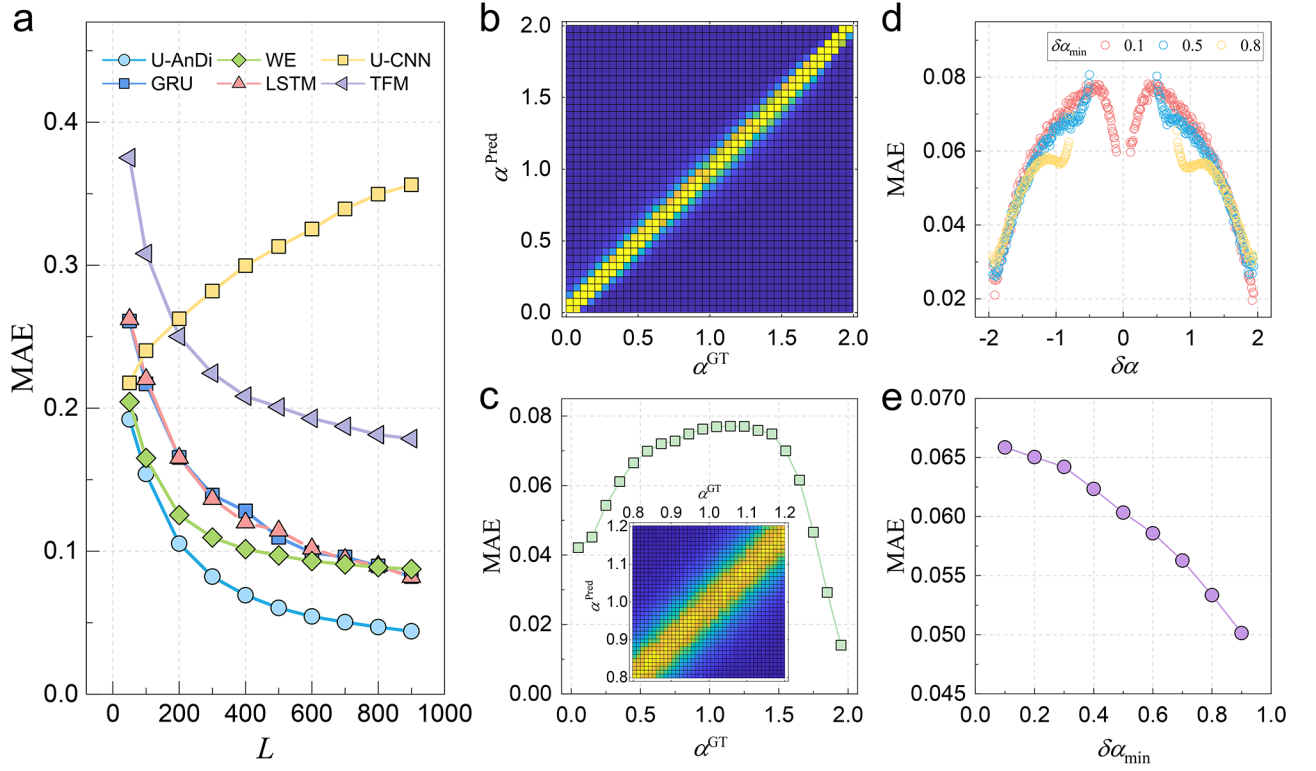 a
U-AnDi WE U-CNN
GRU LSTM TFM
0.4
0.3
0.2
0.1
0.0
MAE
0 200 400 600 800 1000
L
b
2.0
1.5
1.0
0.5
0.0
α^Pred
0.0 0.5 1.0 1.5 2.0
α^GT
c
0.08
0.06
0.04
0.02
0.00
MAE
0.0 0.5 1.0 1.5 2.0
α^GT
α^GT
0.8 0.9 1.0 1.1 1.2
1.2
1.1
1.0
0.9
0.8
α^Pred
d
δα_min 0.1 0.5 0.8
0.08
0.06
0.04
0.02
MAE
-2 -1 0 1 2
δα
e
0.070
0.065
0.060
0.055
0.050
0.045
MAE
0.0 0.2 0.4 0.6 0.8 1.0
δα_min